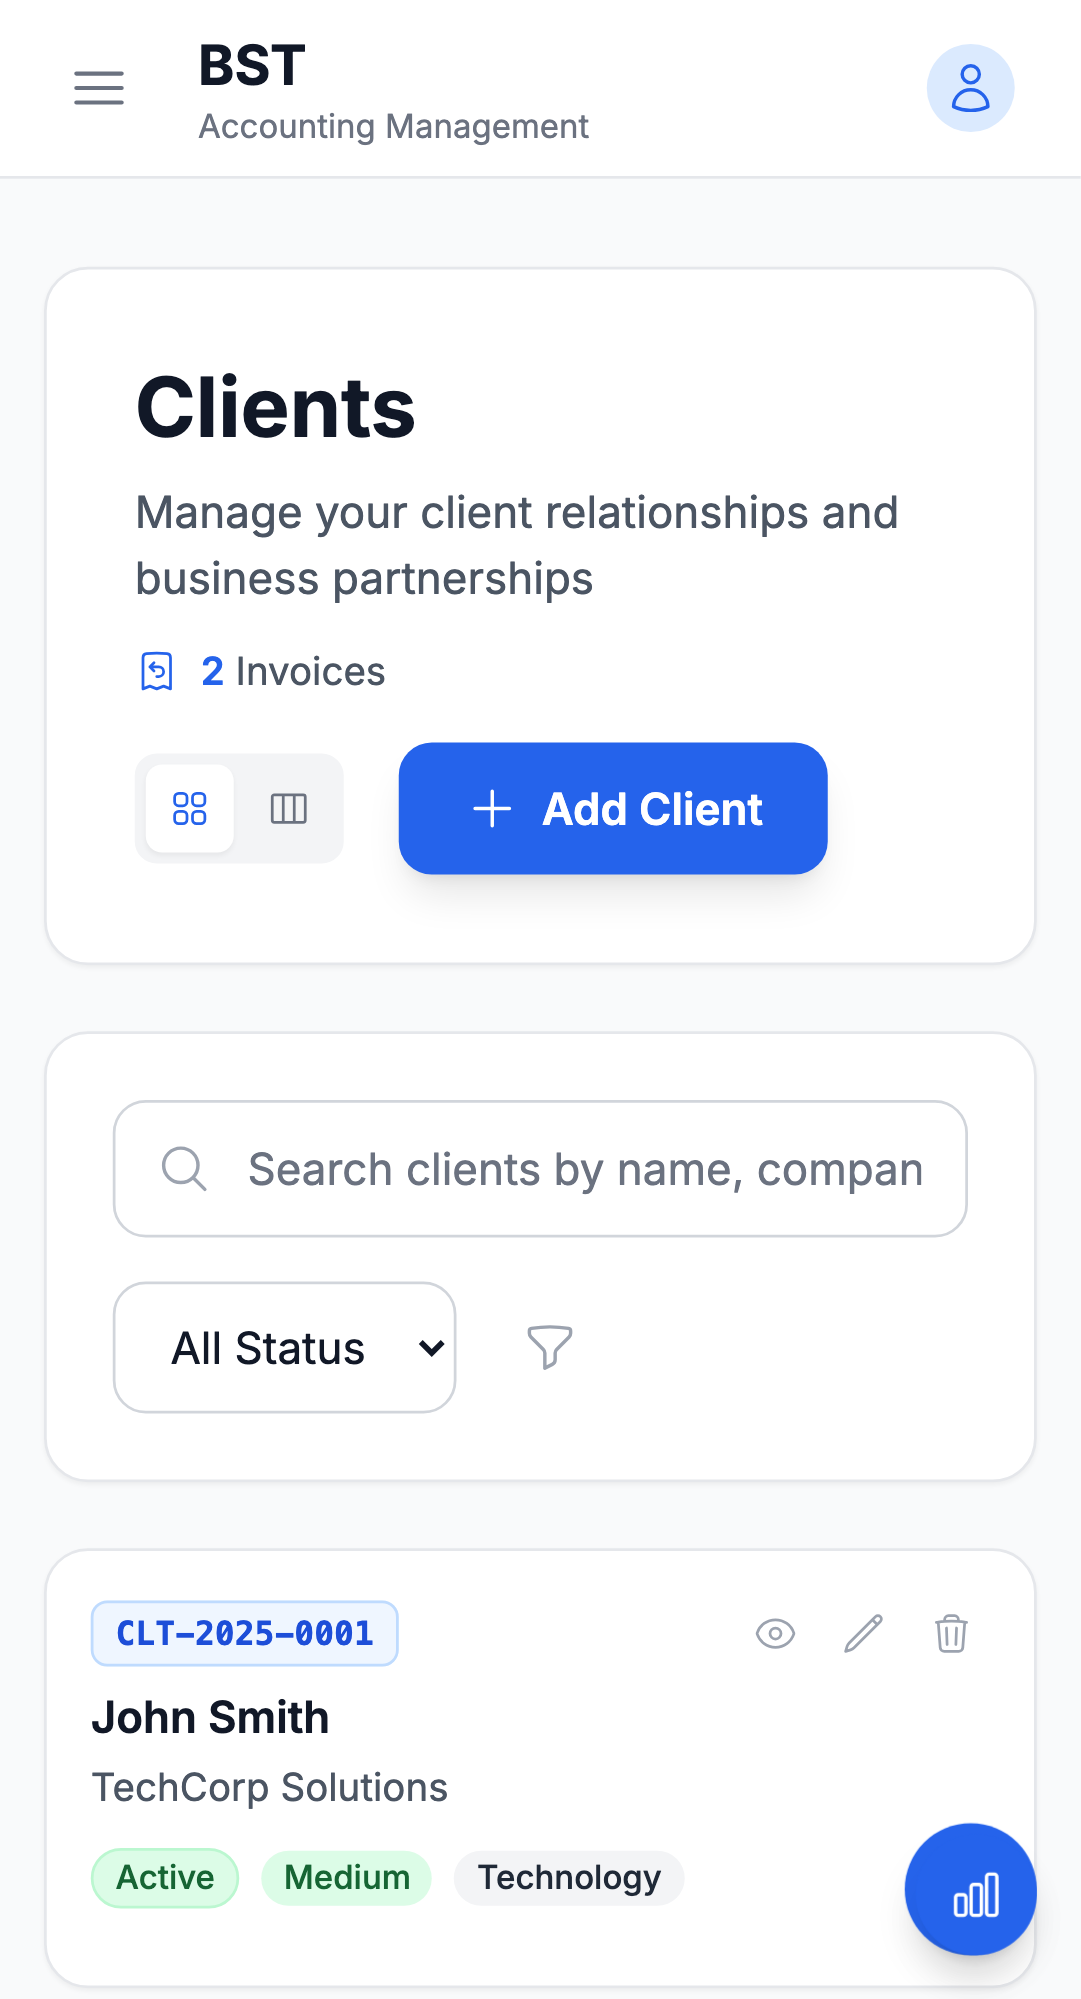 BST
Accounting Management
Clients
Manage your client relationships and
business partnerships
2 Invoices
Add Client
Search clients by name, compan
All Status
CLT-2025-0001
John Smith
TechCorp Solutions
Active Medium Technology